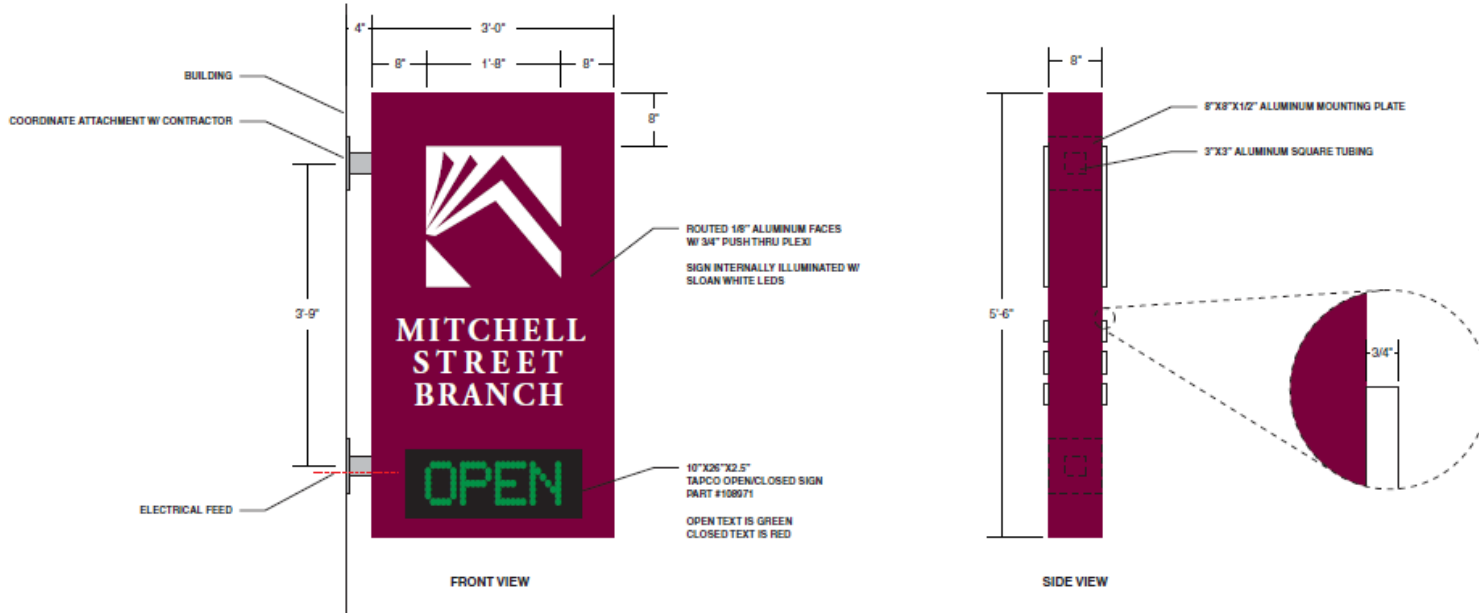 4"
3'-0"
8"
1'-8"
8"
8"
BUILDING
COORDINATE ATTACHMENT W/ CONTRACTOR
3'-9"
ELECTRICAL FEED
MITCHELL
STREET
BRANCH
OPEN
ROUTED 1/8" ALUMINUM FACES
W/ 3/4" PUSH THRU PLEXI
SIGN INTERNALLY ILLUMINATED W/
SLOAN WHITE LEDS
10"X26"X2.5"
TAPCO OPEN/CLOSED SIGN
PART #108971
OPEN TEXT IS GREEN
CLOSED TEXT IS RED
FRONT VIEW
8"
8"X8"X1/2" ALUMINUM MOUNTING PLATE
3"X3" ALUMINUM SQUARE TUBING
5'-6"
3/4"
SIDE VIEW